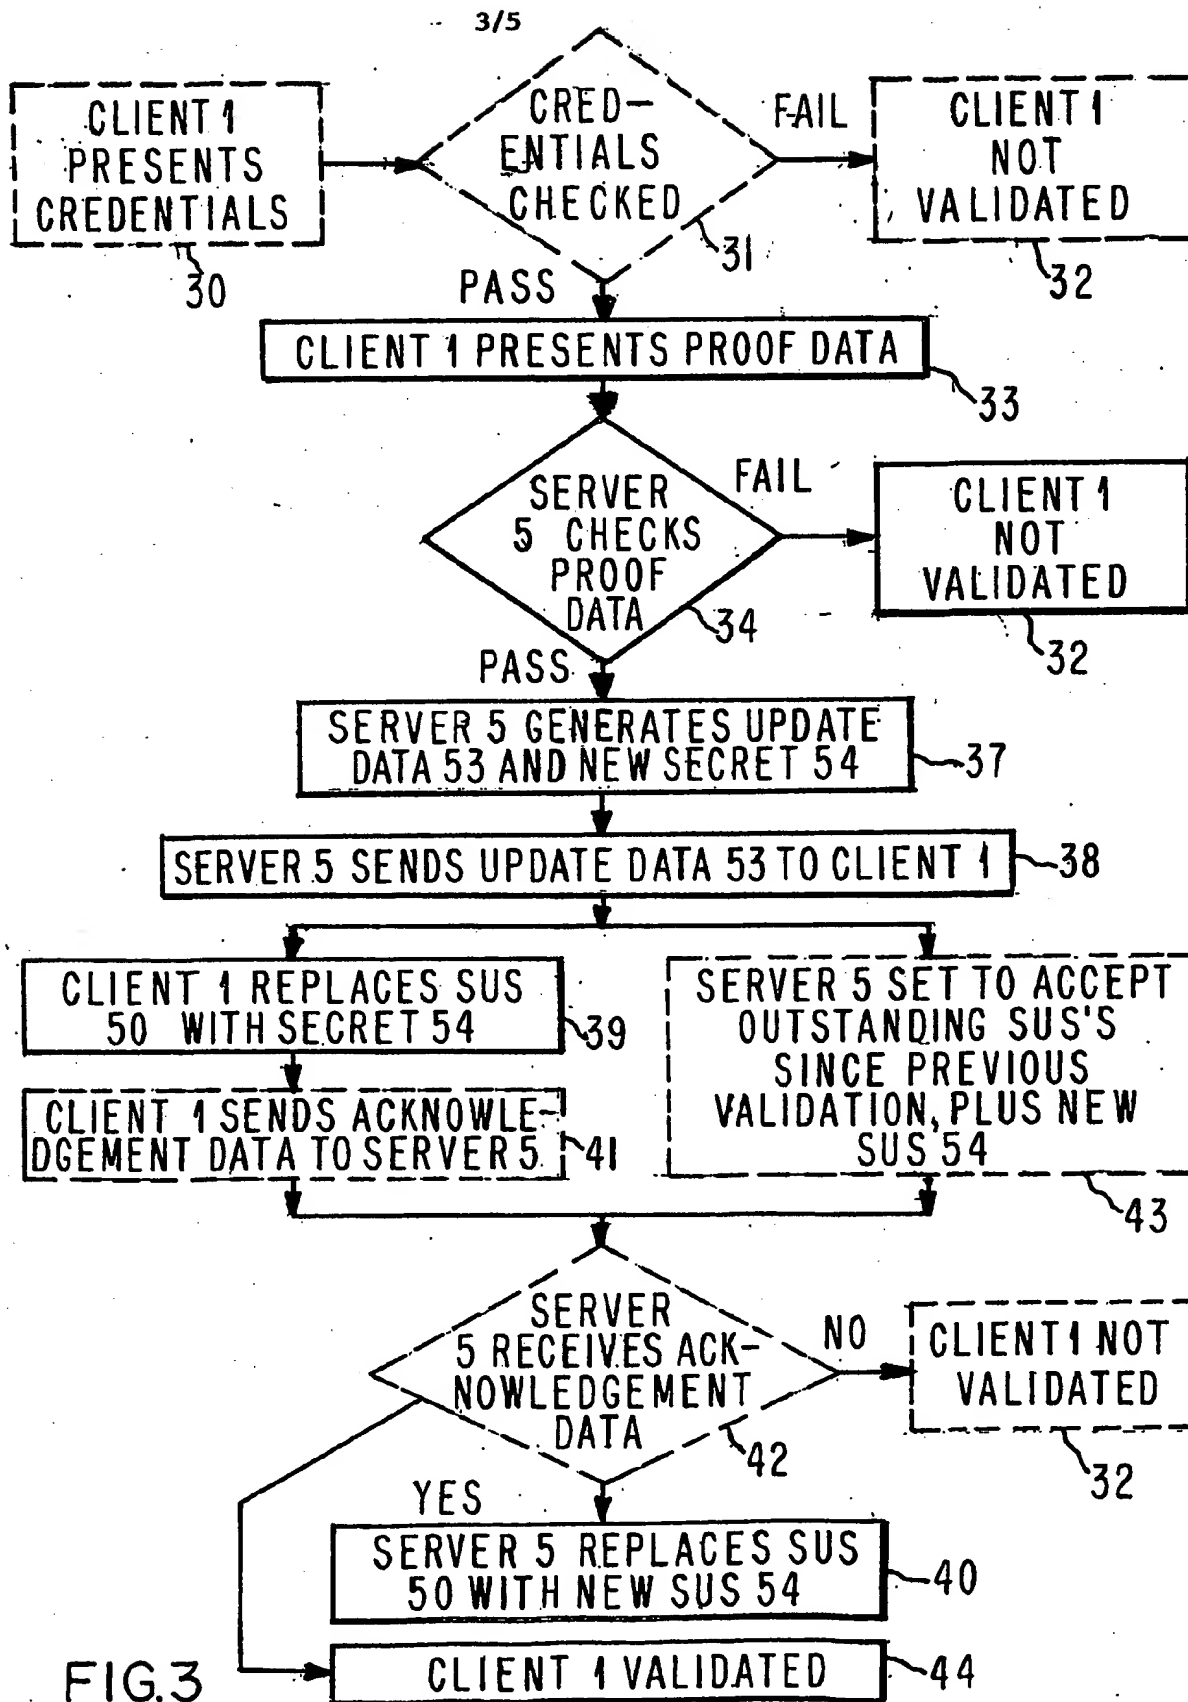 3/5
CLIENT 1
PRESENTS
CREDENTIALS
30
CRED-
ENTIALS
CHECKED
31
FAIL
CLIENT 1
NOT
VALIDATED
32
PASS
CLIENT 1 PRESENTS PROOF DATA
33
SERVER
5 CHECKS
PROOF
DATA
34
FAIL
CLIENT 1
NOT
VALIDATED
32
PASS
SERVER 5 GENERATES UPDATE
DATA 53 AND NEW SECRET 54
37
SERVER 5 SENDS UPDATE DATA 53 TO CLIENT 1
38
CLIENT 1 REPLACES SUS
50 WITH SECRET 54
39
CLIENT 1 SENDS ACKNOWLE-
DGEMENT DATA TO SERVER 5
41
SERVER 5 SET TO ACCEPT
OUTSTANDING SUS'S
SINCE PREVIOUS
VALIDATION, PLUS NEW
SUS 54
43
SERVER
5 RECEIVES ACK-
NOWLEDGEMENT
DATA
42
NO
CLIENT 1 NOT
VALIDATED
32
YES
SERVER 5 REPLACES SUS
50 WITH NEW SUS 54
40
CLIENT 1 VALIDATED
44
FIG.3